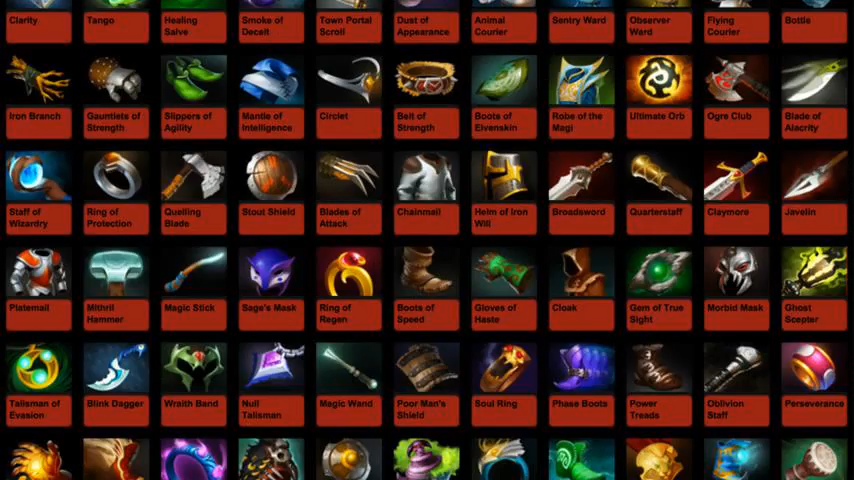 Clarity
Tango
Healing
Salve
Smoke of
Deceit
Town Portal
Scroll
Dust of
Appearance
Animal
Courier
Sentry Ward
Observer
Ward
Flying
Courier
Bottle
Iron Branch
Gauntlets of
Strength
Slippers of
Agility
Mantle of
Intelligence
Circlet
Belt of
Strength
Boots of
Elvenskin
Robe of the
Magi
Ultimate Orb
Ogre Club
Blade of
Alacrity
Staff of
Wizardry
Ring of
Protection
Quelling
Blade
Stout Shield
Blades of
Attack
Chainmail
Helm of Iron
Will
Broadsword
Quarterstaff
Claymore
Javelin
Platemail
Mithril
Hammer
Magic Stick
Sage's Mask
Ring of
Regen
Boots of
Speed
Gloves of
Haste
Cloak
Gem of True
Sight
Morbid Mask
Ghost
Scepter
Talisman of
Evasion
Blink Dagger
Wraith Band
Null
Talisman
Magic Wand
Poor Man's
Shield
Soul Ring
Phase Boots
Power
Treads
Oblivion
Staff
Perseverance